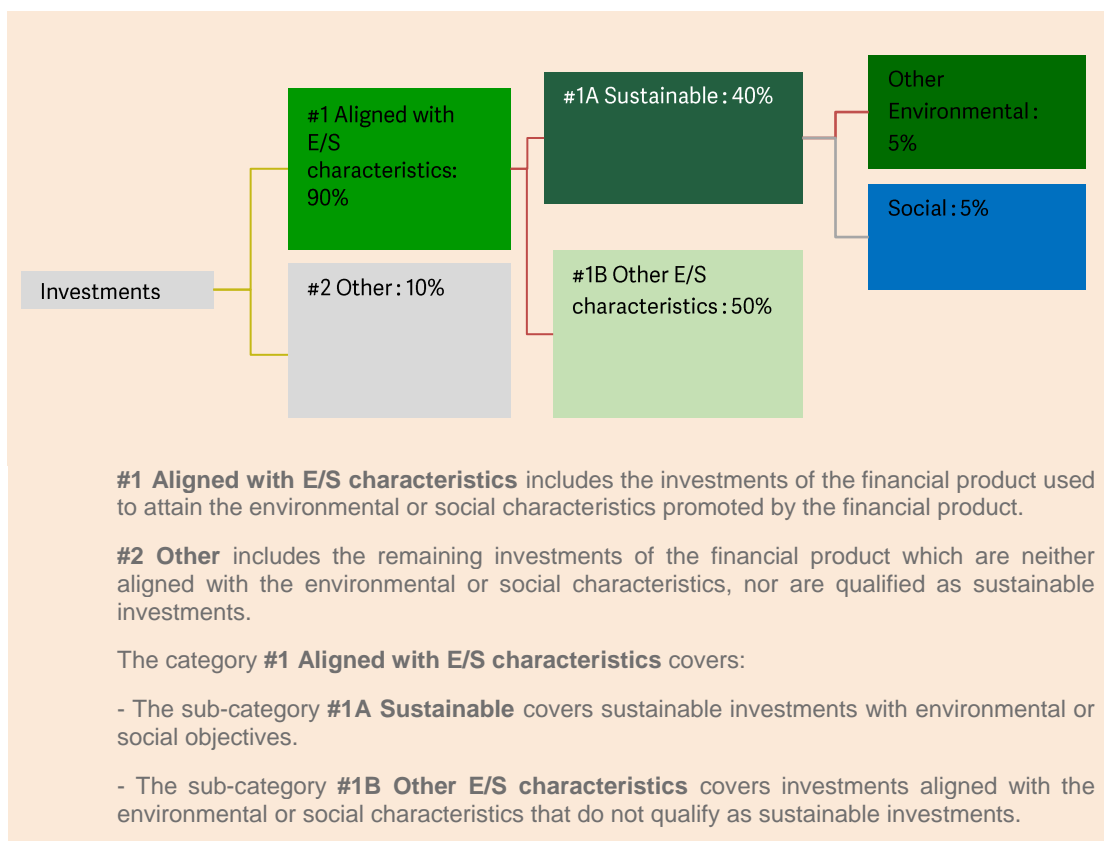 Investments
#1 Aligned with
E/S
characteristics:
90%
#2 Other : 10%
#1A Sustainable : 40%
#1B Other E/S
characteristics : 50%
Other
Environmental :
5%
Social : 5%
#1 Aligned with E/S characteristics includes the investments of the financial product used
to attain the environmental or social characteristics promoted by the financial product.
#2 Other includes the remaining investments of the financial product which are neither
aligned with the environmental or social characteristics, nor are qualified as sustainable
investments.
The category #1 Aligned with E/S characteristics covers:
- The sub-category #1A Sustainable covers sustainable investments with environmental or
social objectives.
- The sub-category #1B Other E/S characteristics covers investments aligned with the
environmental or social characteristics that do not qualify as sustainable investments.